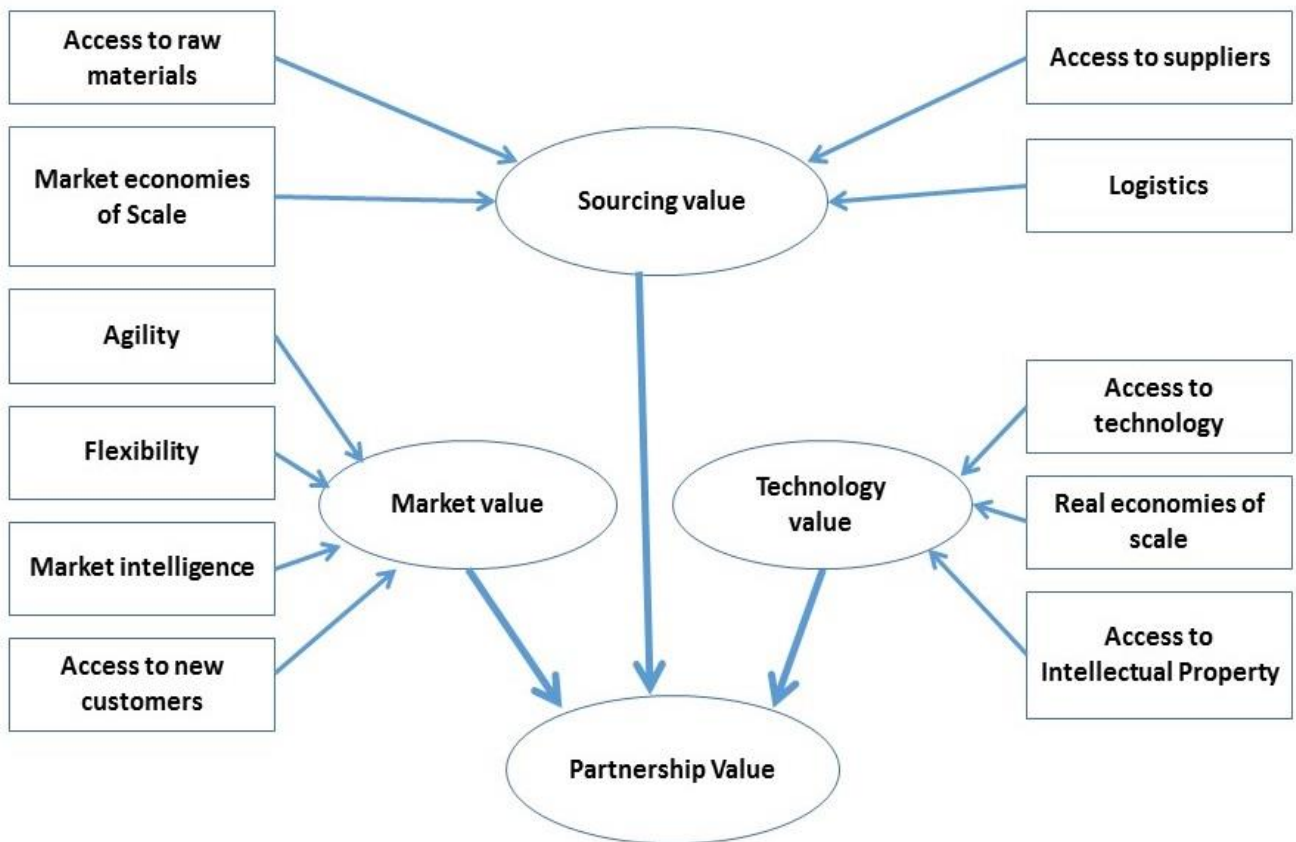 Access to raw
materials
Access to suppliers
Market economies
of Scale
Sourcing value
Logistics
Agility
Access to
technology
Flexibility
Market value
Technology
value
Real economies of
scale
Market intelligence
Access to
Intellectual Property
Access to new
customers
Partnership Value